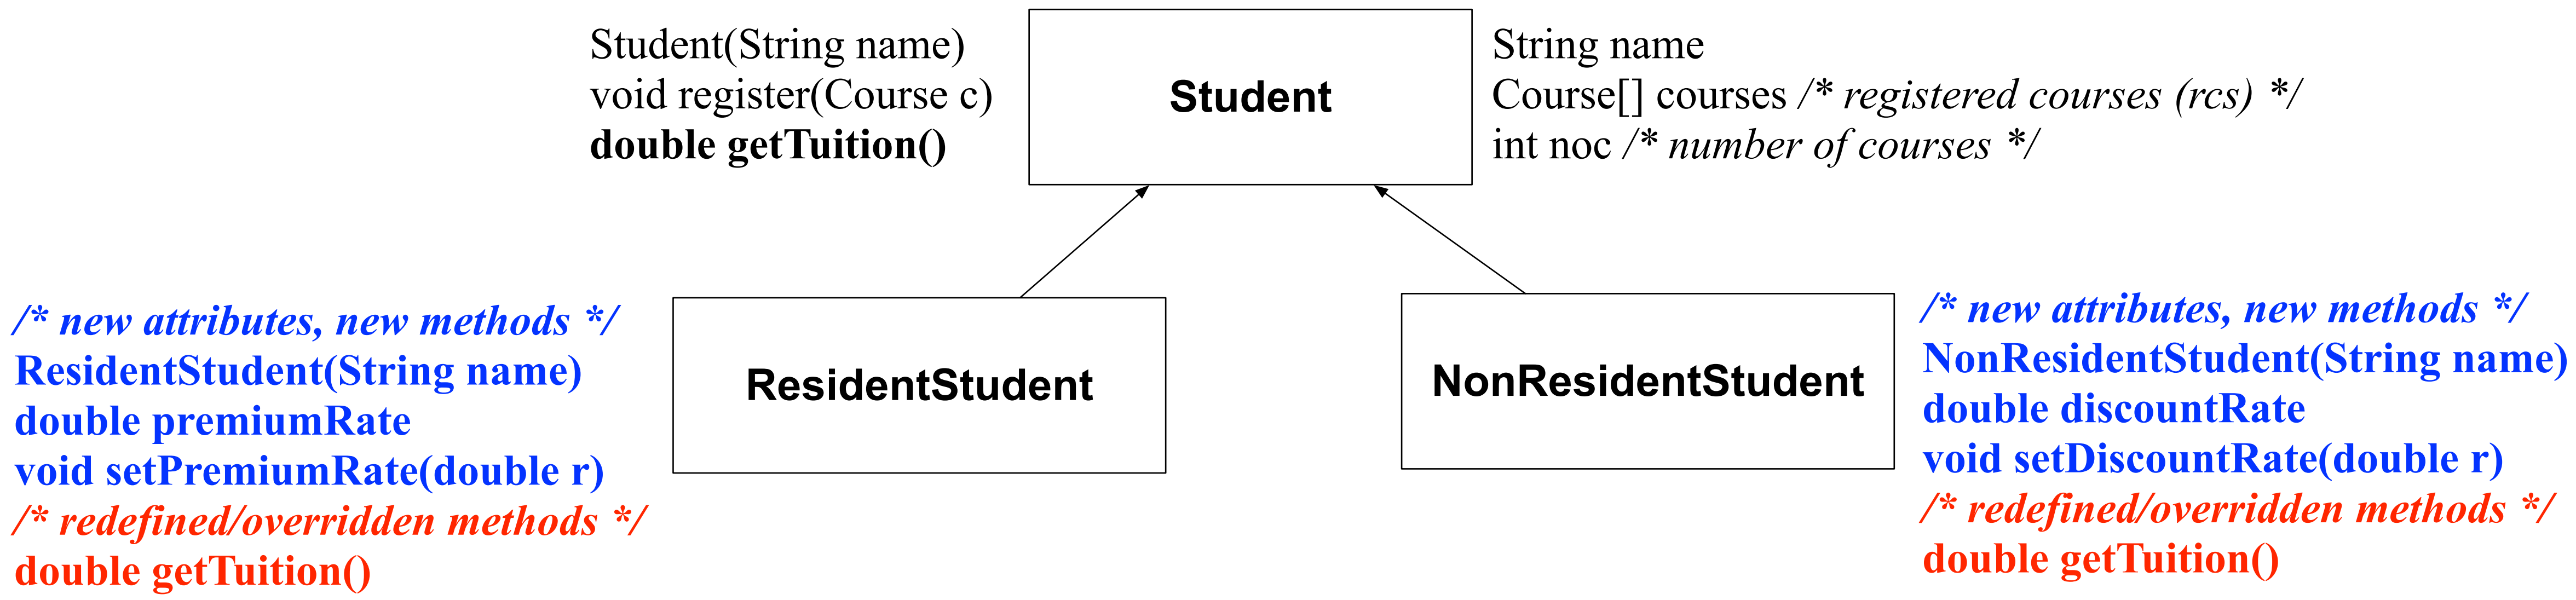 Student(String name)
void register(Course c)
double getTuition()
Student
String name
Course[] courses /* registered courses (rcs) */
int noc /* number of courses */
/* new attributes, new methods */
ResidentStudent(String name)
double premiumRate
void setPremiumRate(double r)
/* redefined/overridden methods */
double getTuition()
ResidentStudent
NonResidentStudent
/* new attributes, new methods */
NonResidentStudent(String name)
double discountRate
void setDiscountRate(double r)
/* redefined/overridden methods */
double getTuition()